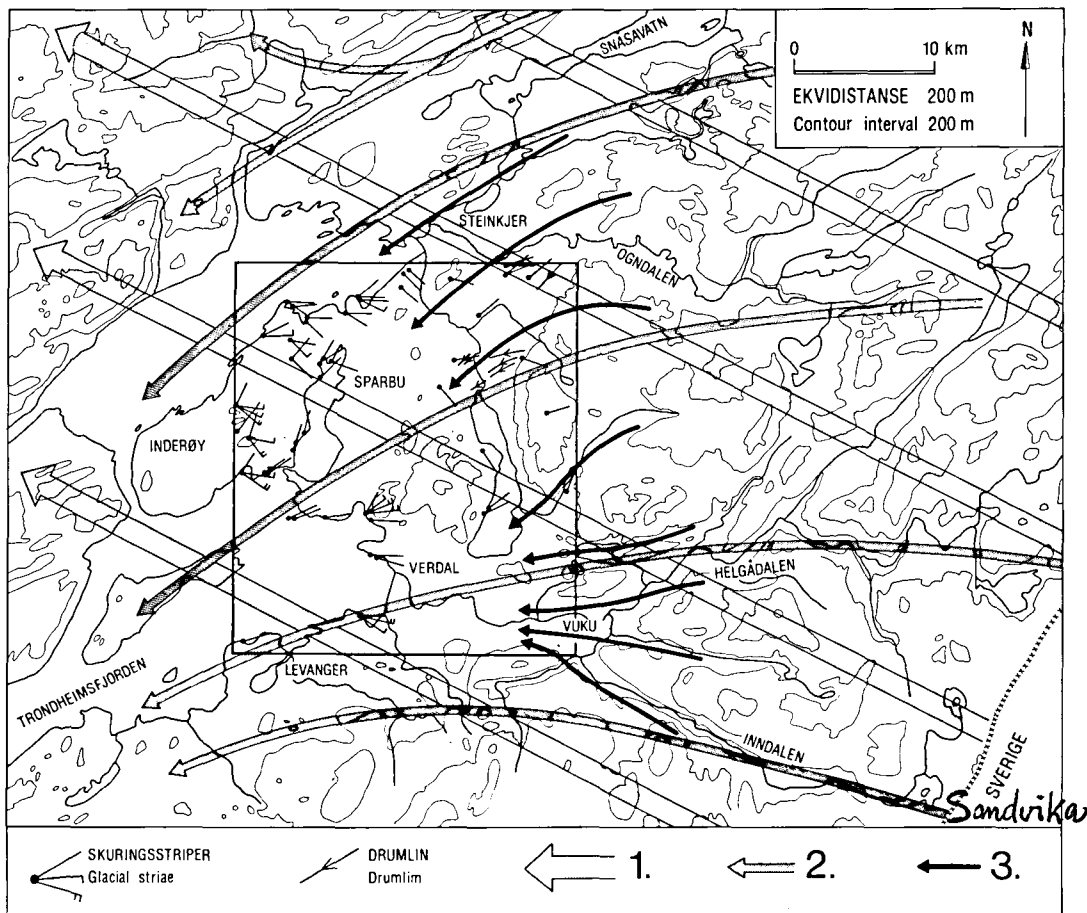 SNÅSAVATN
0 10 km
N
EKVIDISTANSE 200 m
Contour interval 200 m
STEINKJER
OGNDALEN
SPARBU
INDERØY
VERDAL
HELGÅDALEN
VUKU
LEVANGER
TRONDHEIMSFJORDEN
INNDALEN
SVERIGE
Sandvika
SKURINGSSTRIPER
Glacial striae
DRUMLIN
Drumlim
1.
2.
3.